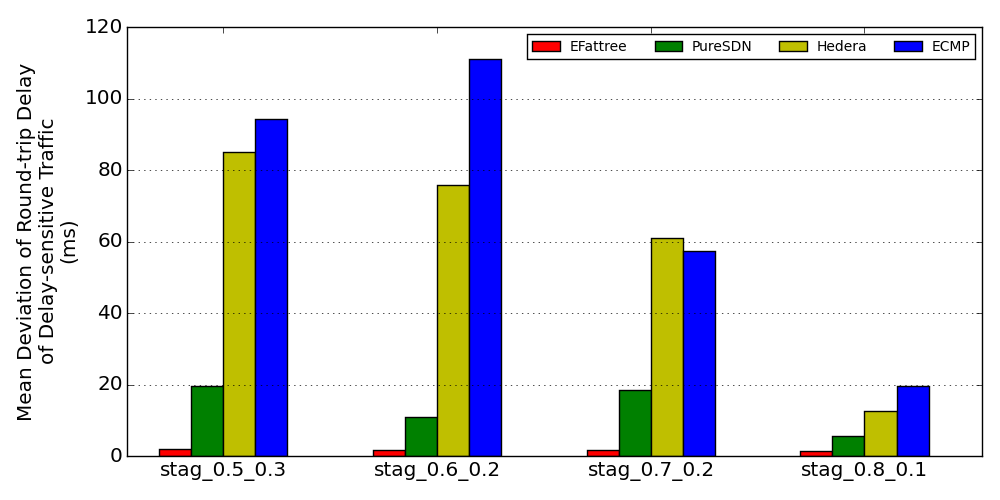 Mean Deviation of Round-trip Delay
of Delay-sensitive Traffic
(ms)
120
100
80
60
40
20
0
EFattree PureSDN Hedera ECMP
stag_0.5_0.3 stag_0.6_0.2 stag_0.7_0.2 stag_0.8_0.1